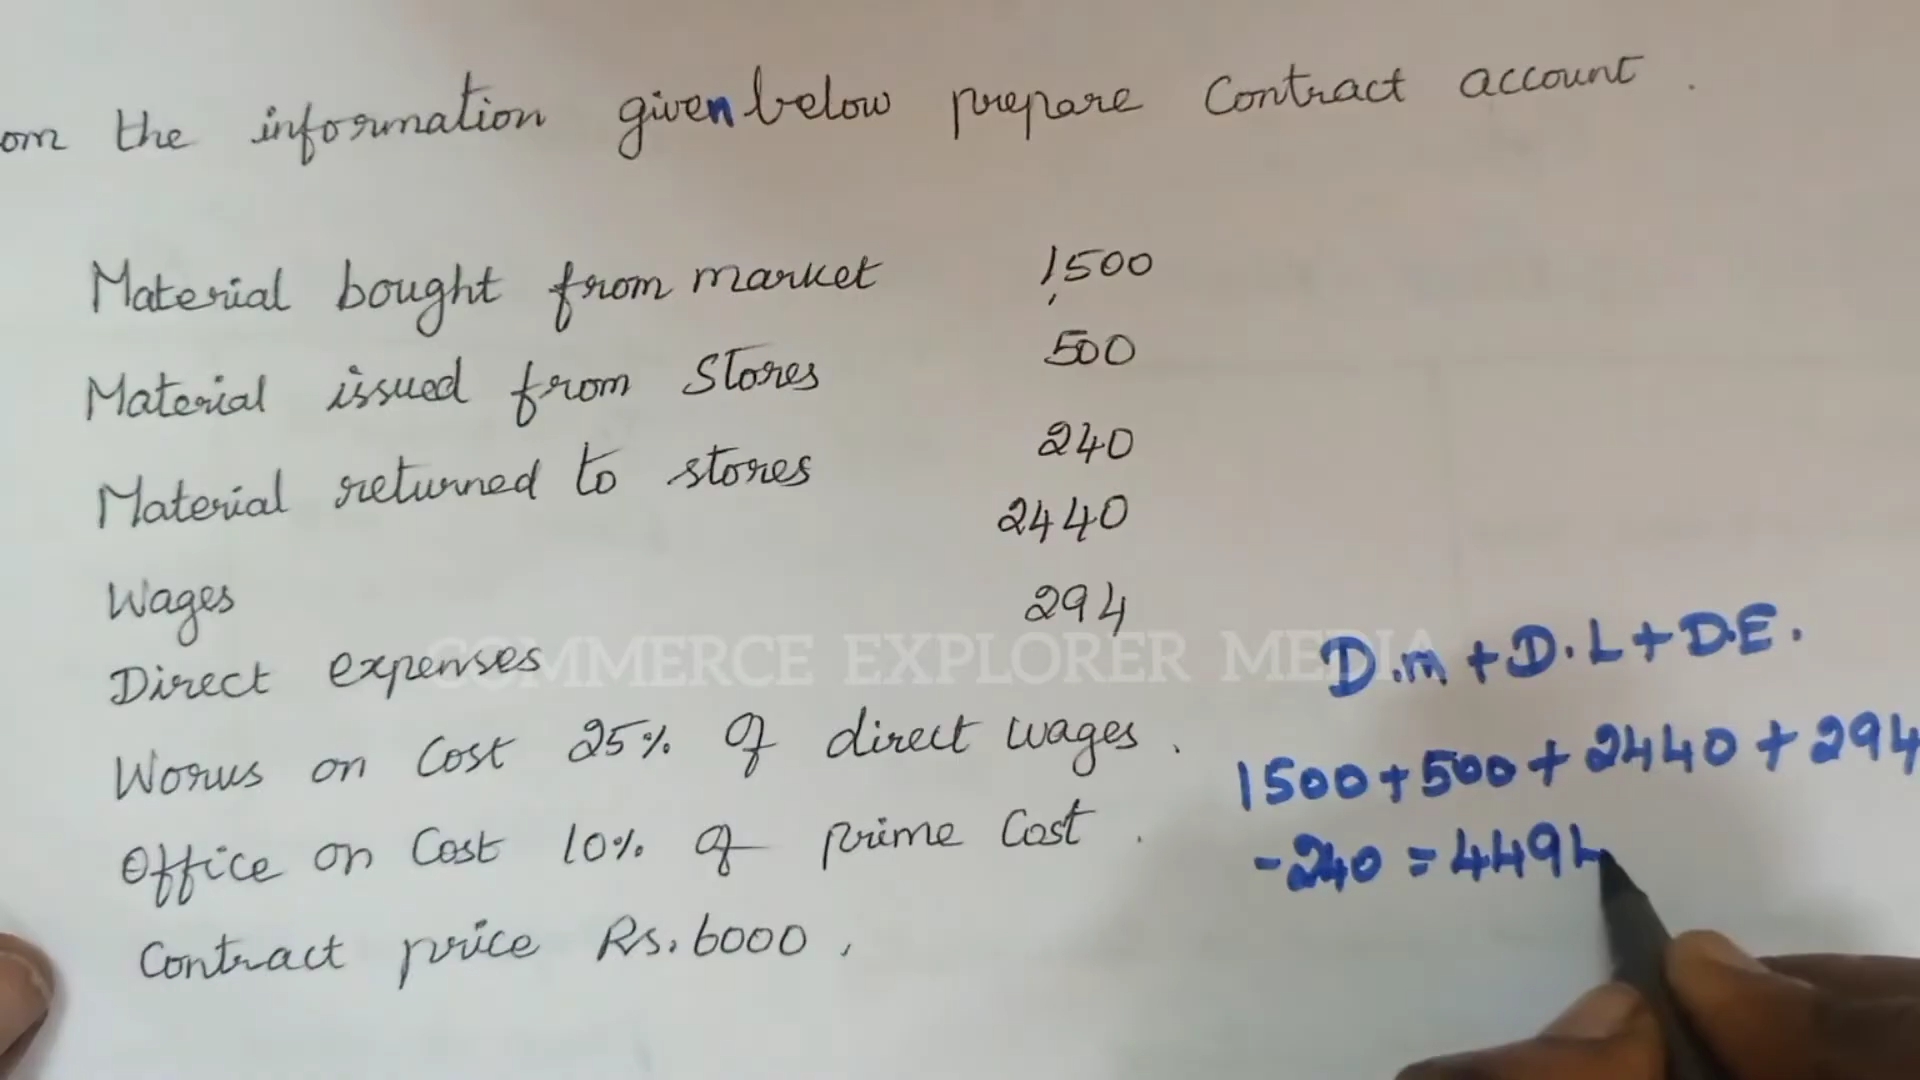 om the information given below prepare Contract account.
Material bought from market 1,500
Material issued from Stores 500
Material returned to stores 240
Wages 2440
Direct expenses 294
COMMERCE EXPLORER MEDIA
Works on Cost 25% of direct wages.
Office on Cost 10% of prime Cost.
Contract price Rs. 6000,
D.M + D.L + D.E.
1500 + 500 + 2440 + 294
- 240 = 4494